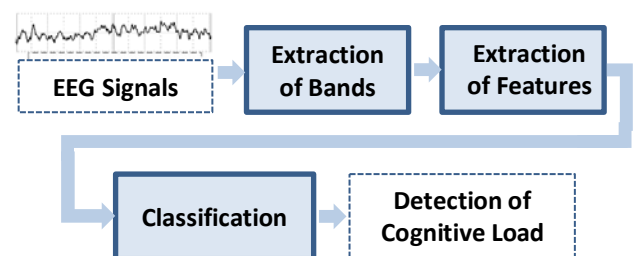 EEG Signals
Extraction
of Bands
Extraction
of Features
Classification
Detection of
Cognitive Load